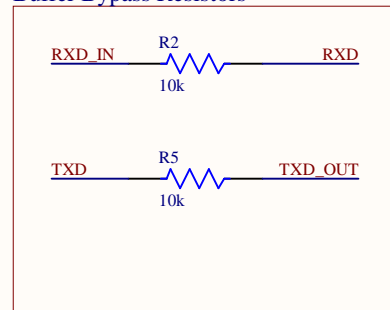 Buffer Bypass Resistors
R2
RXD_IN RXD
10k
R5
TXD TXD_OUT
10k